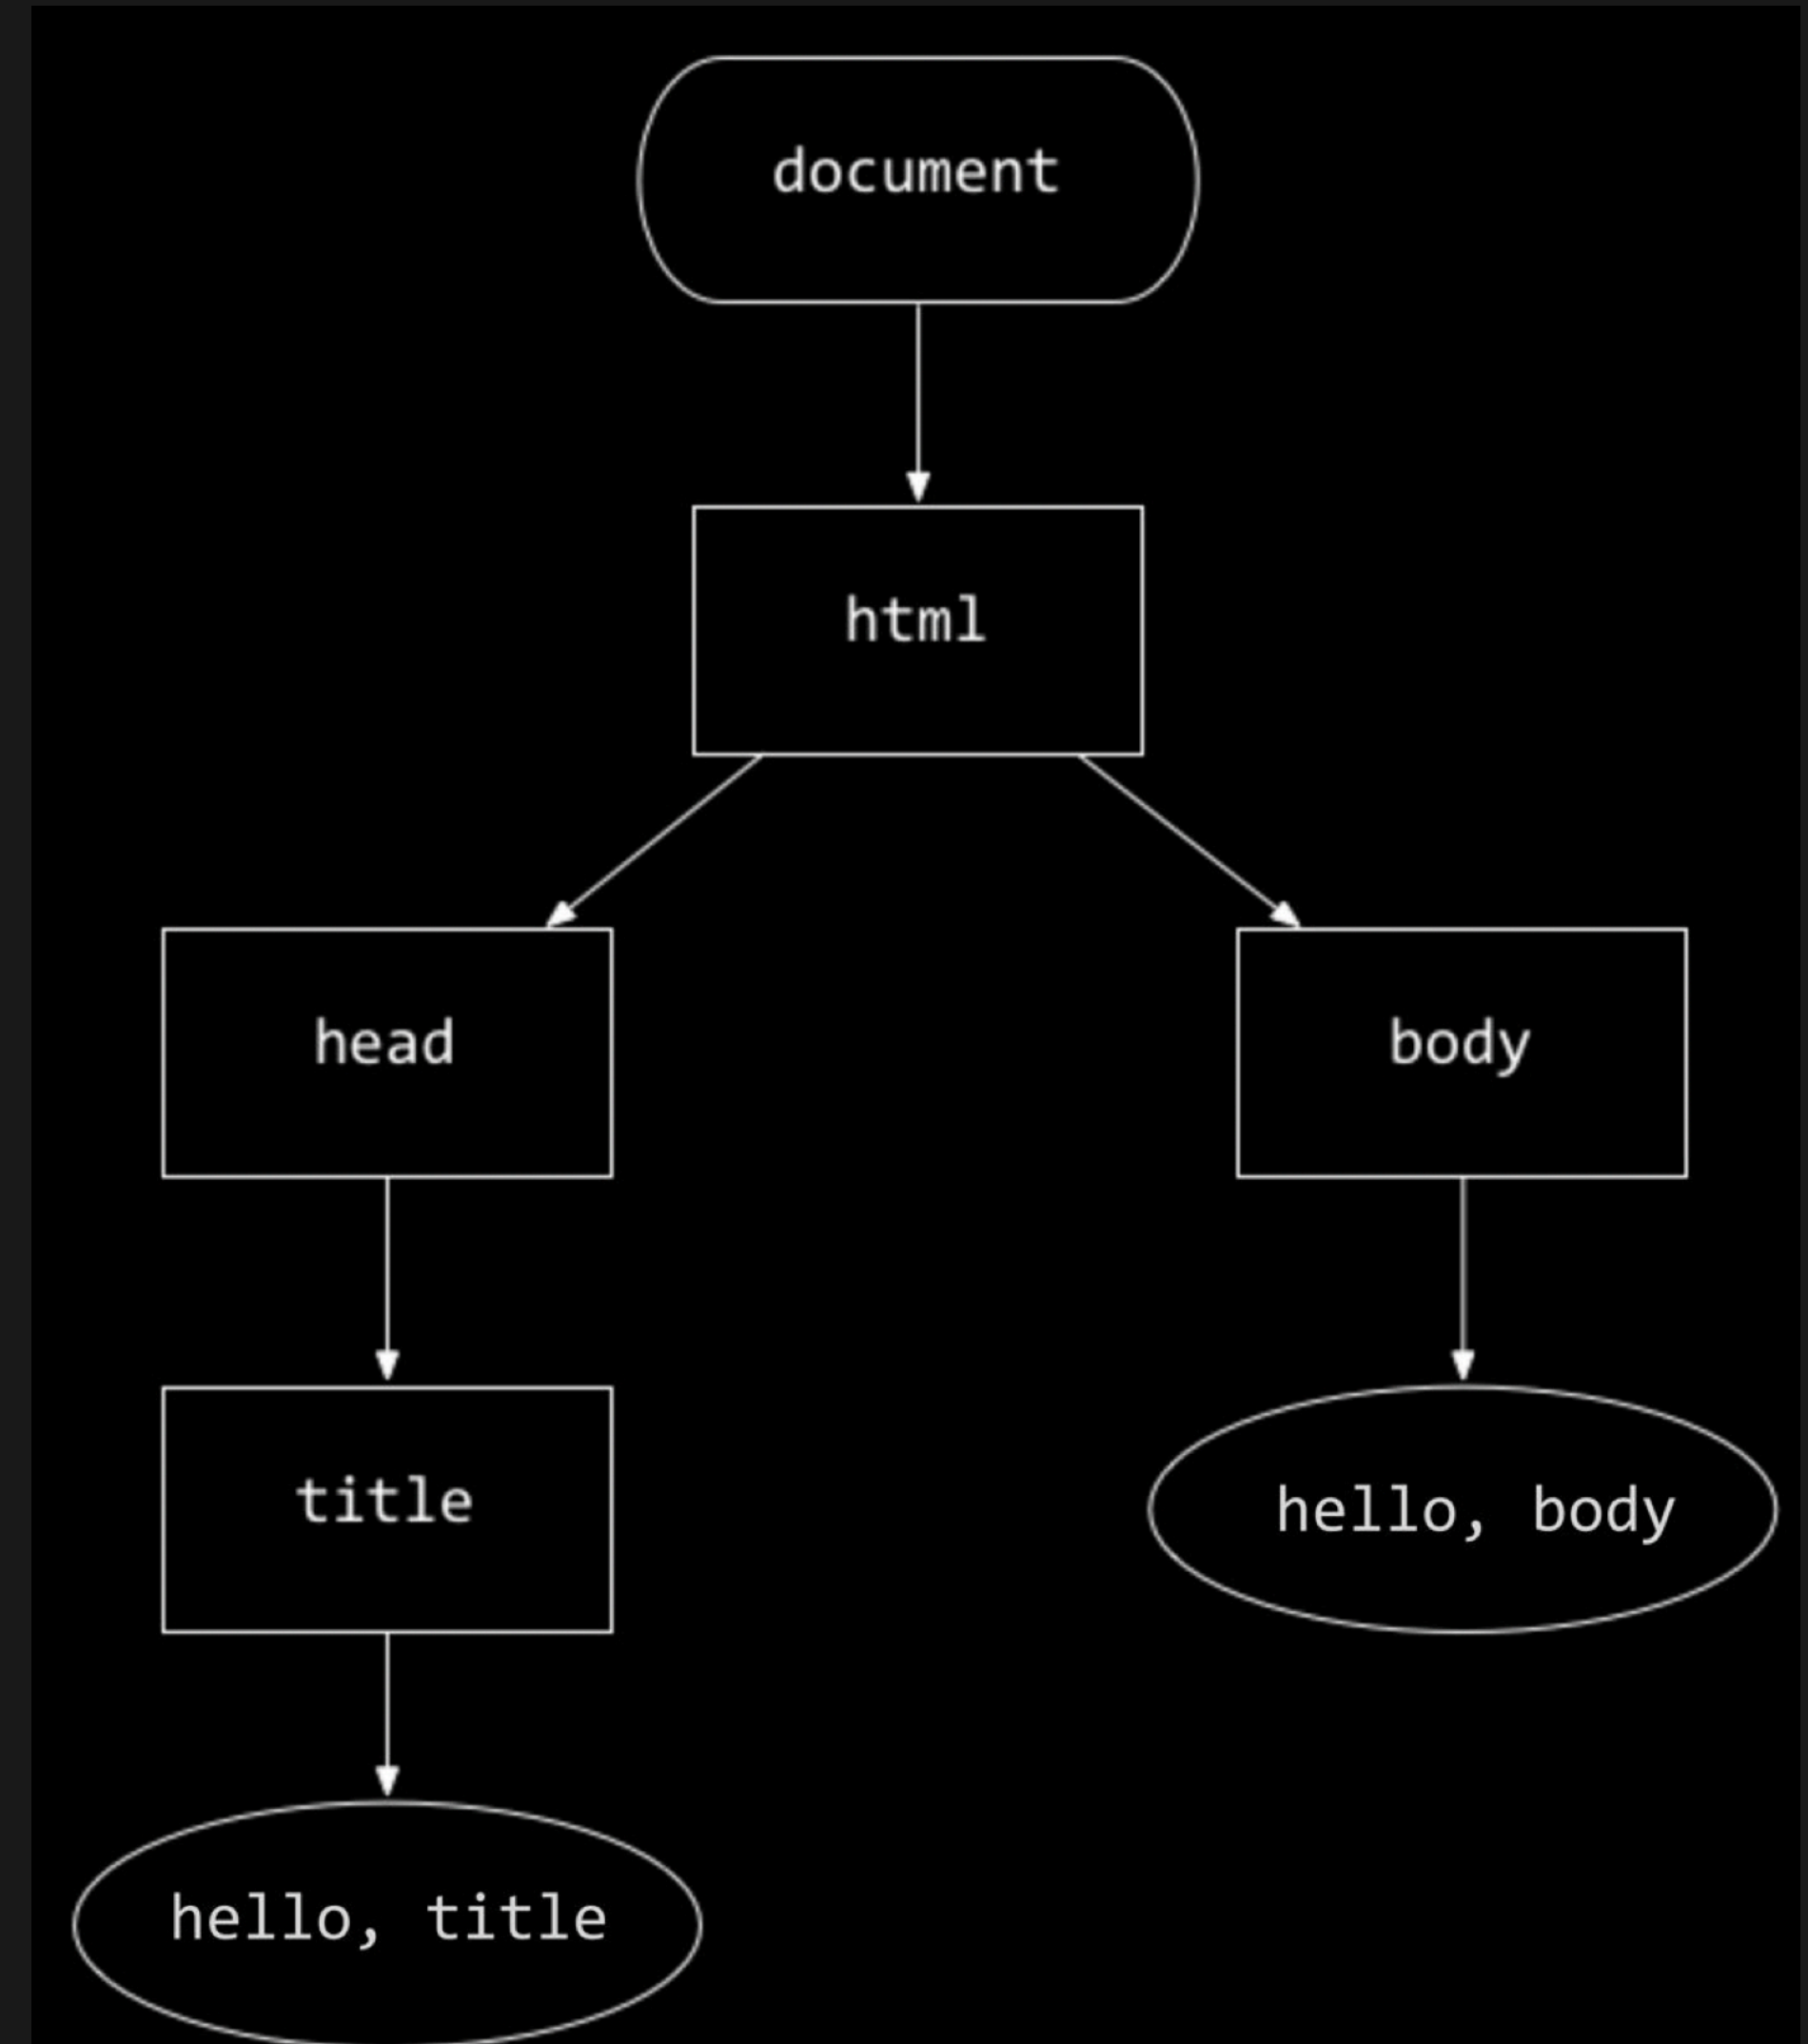 document
html
head
body
title
hello, body
hello, title